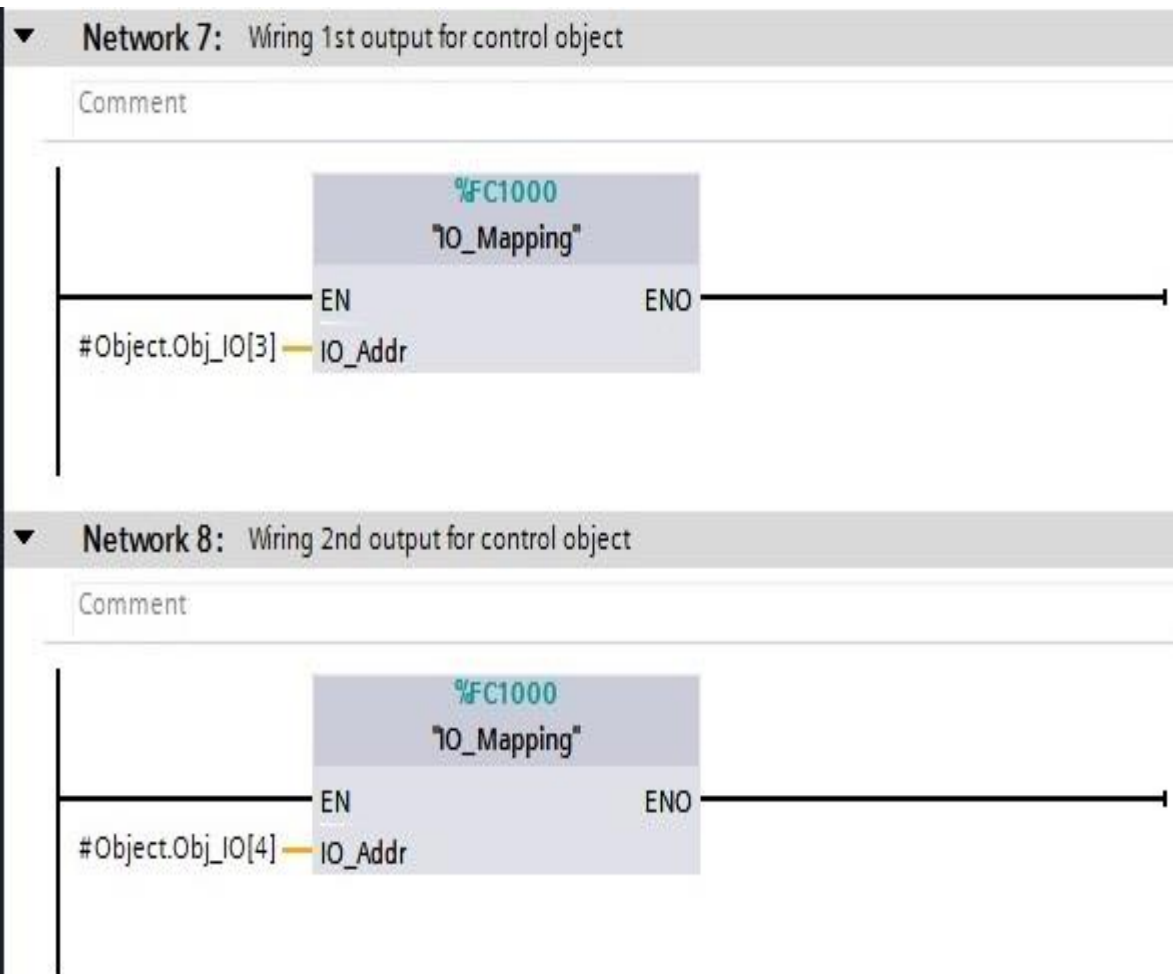 Network 7: Wiring 1st output for control object
Comment
%FC1000
"IO_Mapping"
EN ENO
#Object.Obj_IO[3] IO_Addr
Network 8: Wiring 2nd output for control object
Comment
%FC1000
"IO_Mapping"
EN ENO
#Object.Obj_IO[4] IO_Addr